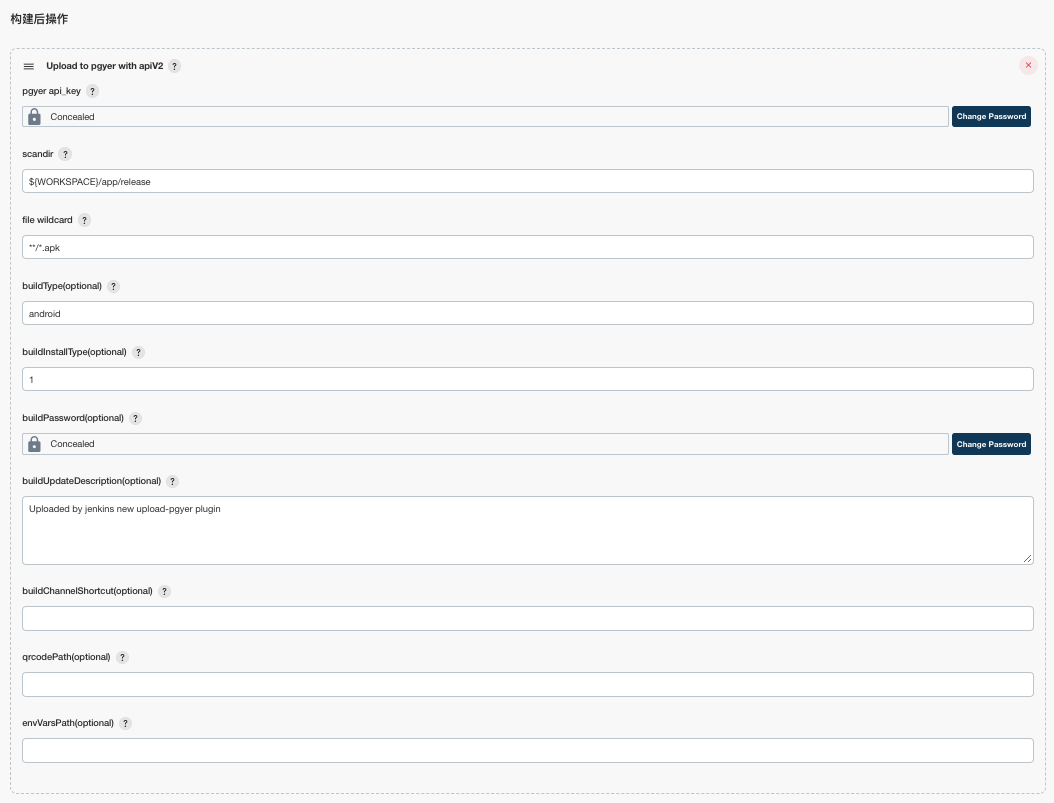 构建后操作
Upload to pgyer with apiV2 ?
pgyer api_key ?
Concealed Change Password
scandir ?
${WORKSPACE}/app/release
file wildcard ?
**/*.apk
buildType(optional) ?
android
buildInstallType(optional) ?
1
buildPassword(optional) ?
Concealed Change Password
buildUpdateDescription(optional) ?
Uploaded by jenkins new upload-pgyer plugin
buildChannelShortcut(optional) ?
qrcodePath(optional) ?
envVarsPath(optional) ?